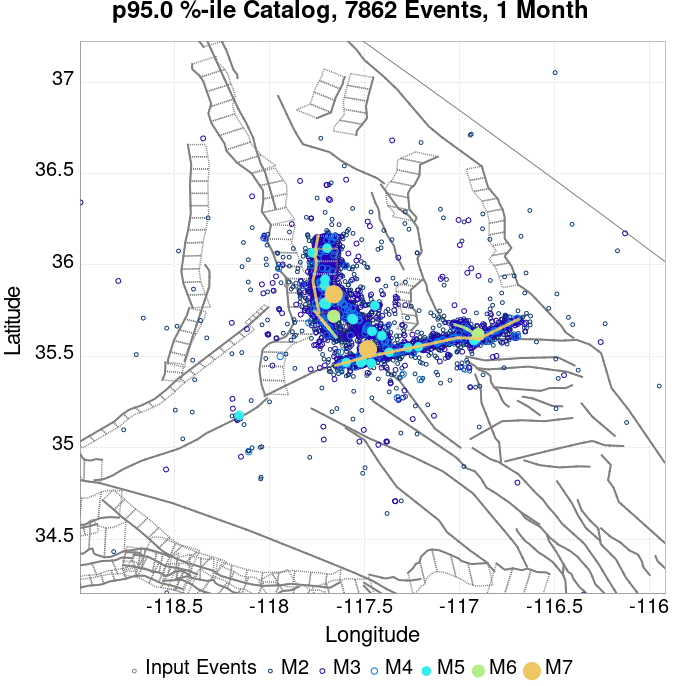 p95.0 %-ile Catalog, 7862 Events, 1 Month
37
36.5
36
35.5
35
34.5
Latitude
-118.5 -118 -117.5 -117 -116.5 -116
Longitude
Input Events M2 M3 M4 M5 M6 M7